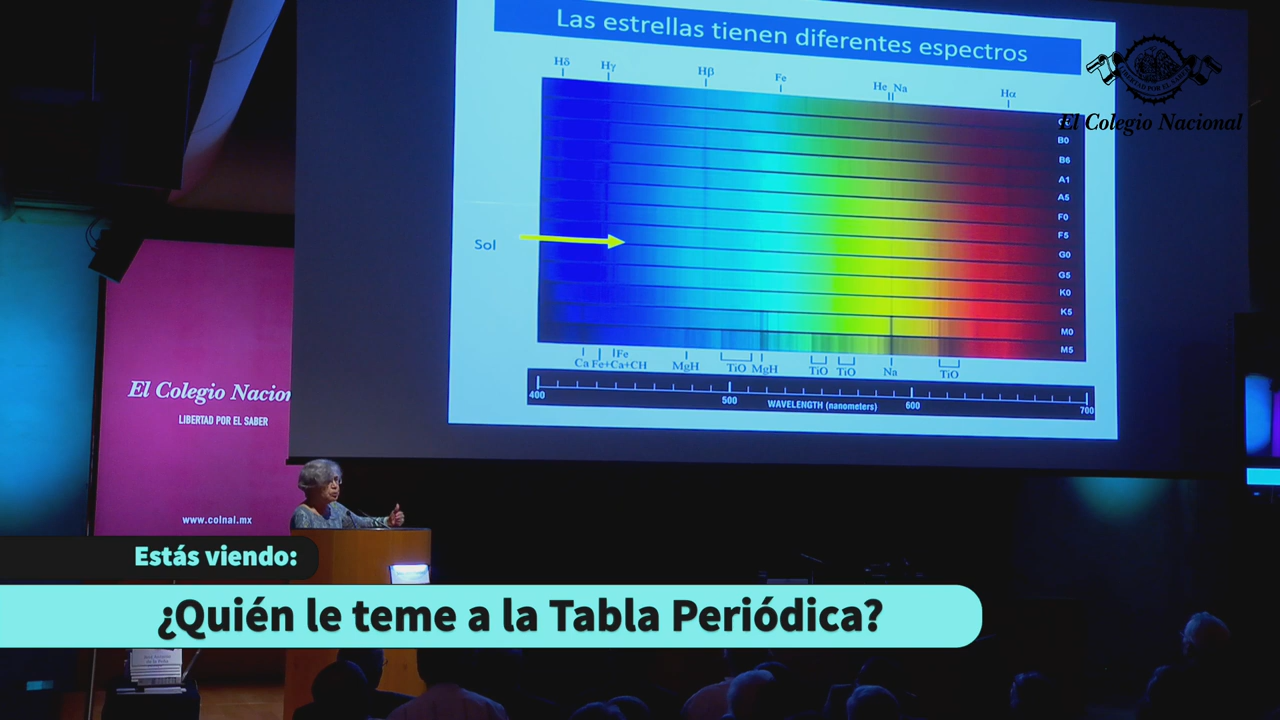 Las estrellas tienen diferentes espectros
Hδ Hγ Hβ Fe He Na Hα
El Colegio Nacional
B0
B6
A1
A5
F0
F5
Sol
G0
G5
K0
K5
M0
M5
Ca Fe+Ca+CH Fe MgH TiO MgH TiO TiO Na TiO
400 500 600 700
WAVELENGTH (nanometers)
El Colegio Nacion
LIBERTAD POR EL SABER
www.colnal.mx
Estás viendo:
¿Quién le teme a la Tabla Periódica?